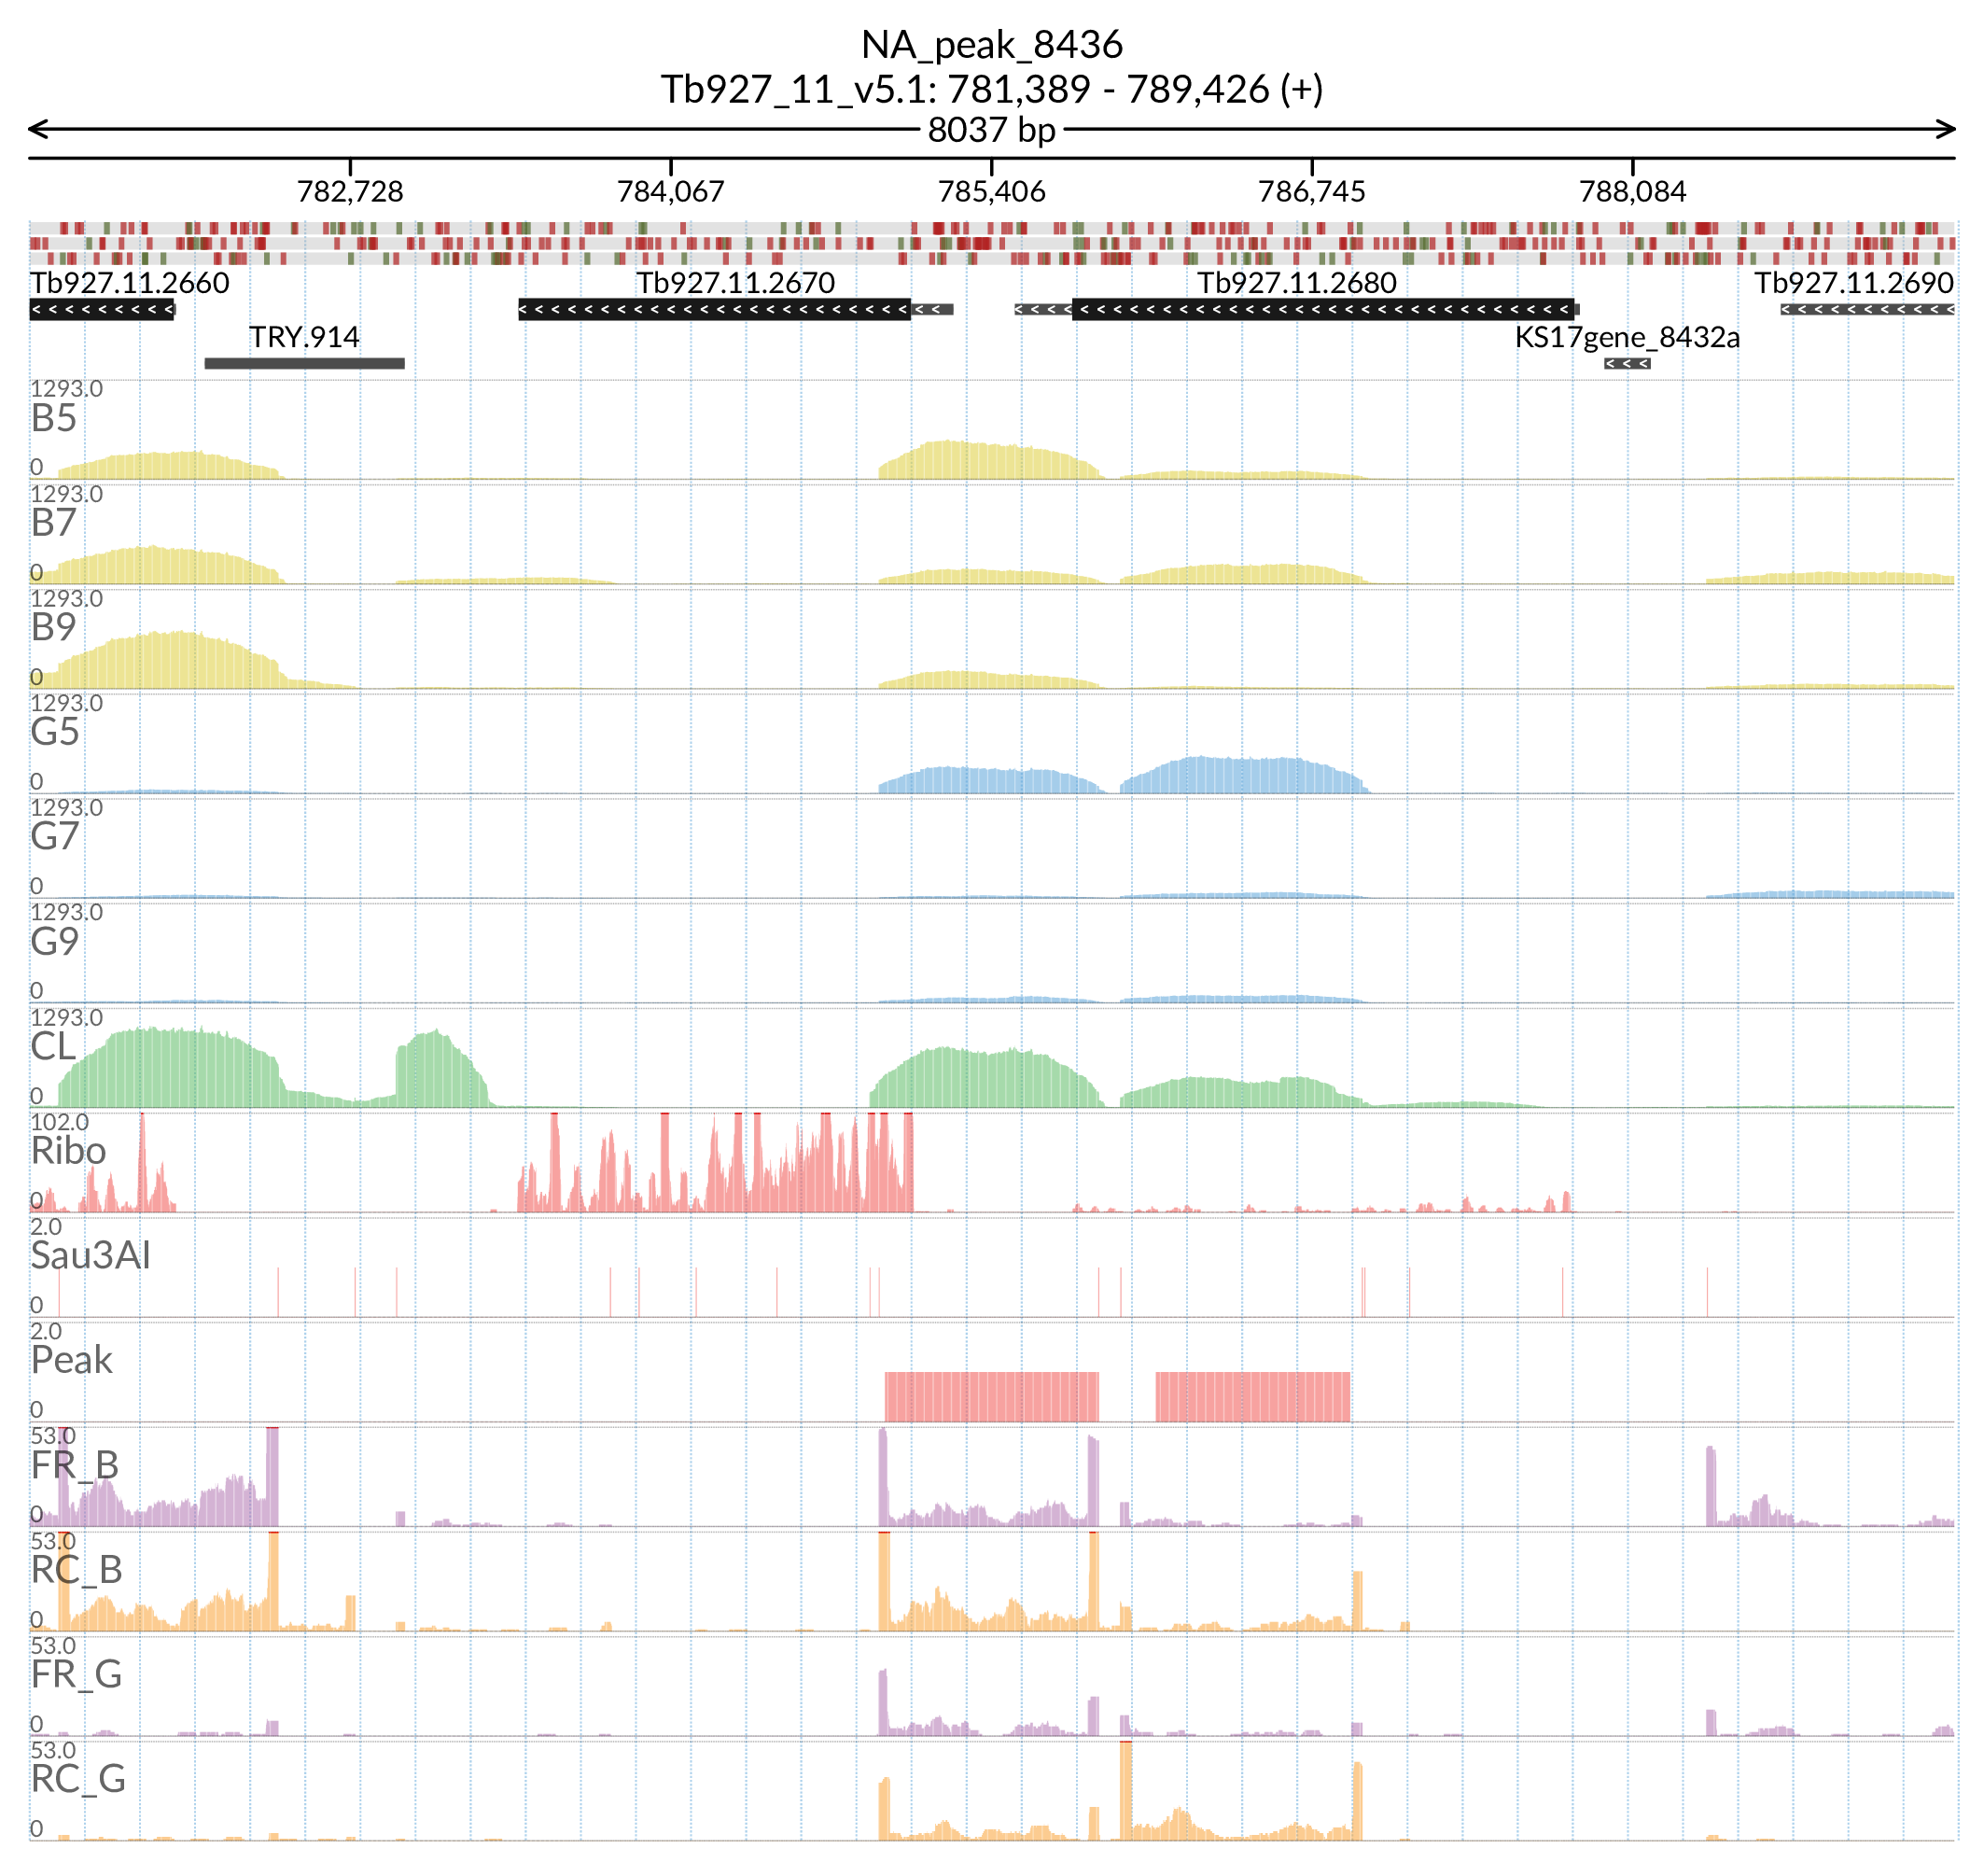 NA_peak_8436
Tb927_11_v5.1: 781,389 - 789,426 (+)
8037 bp
782,728 784,067 785,406 786,745 788,084
Tb927.11.2660 Tb927.11.2670 Tb927.11.2680 Tb927.11.2690
TRY.914 KS17gene_8432a
1293.0
B5
0
1293.0
B7
0
1293.0
B9
0
1293.0
G5
0
1293.0
G7
0
1293.0
G9
0
1293.0
CL
0
102.0
Ribo
0
2.0
Sau3AI
0
2.0
Peak
0
53.0
FR_B
0
53.0
RC_B
0
53.0
FR_G
0
53.0
RC_G
0